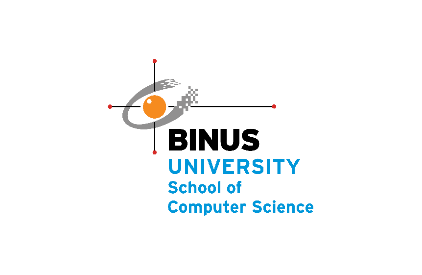 BINUS
UNIVERSITY
School of
Computer Science